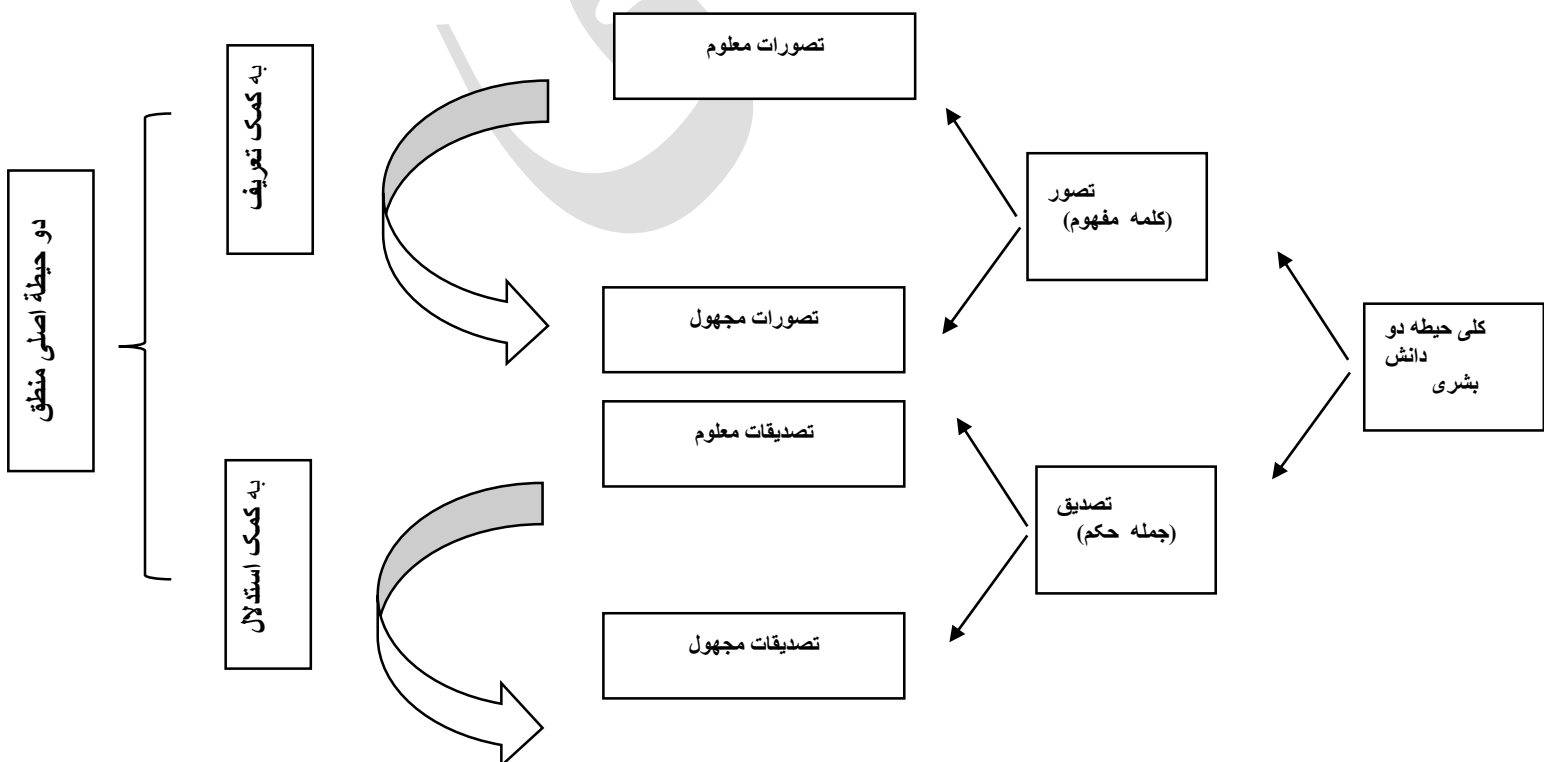 کلی حیطه دو
دانش
بشری
تصور
(کلمه مفهوم)
تصدیق
(جمله حکم)
تصورات معلوم
تصورات مجهول
تصدیقات معلوم
تصدیقات مجهول
به کمک تعریف
به کمک استدلال
دو حیطة اصلی منطق